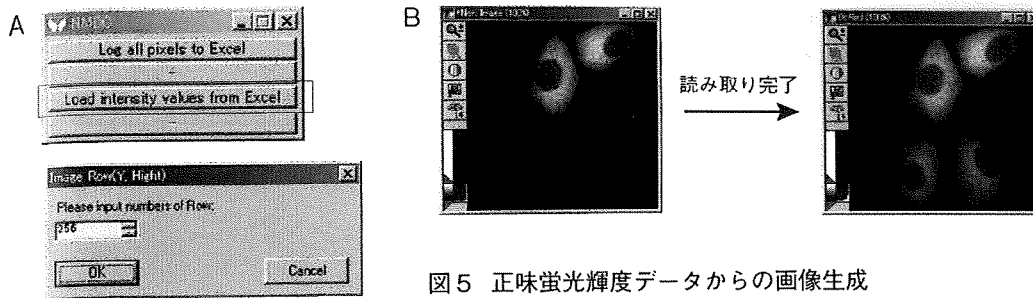 A
Log all pixels to Excel
-
Load intensity values from Excel
-
Image Row(Y, Hight)
Please input numbers of Row:
256
OK
Cancel
B
読み取り完了
図5 正味蛍光輝度データからの画像生成